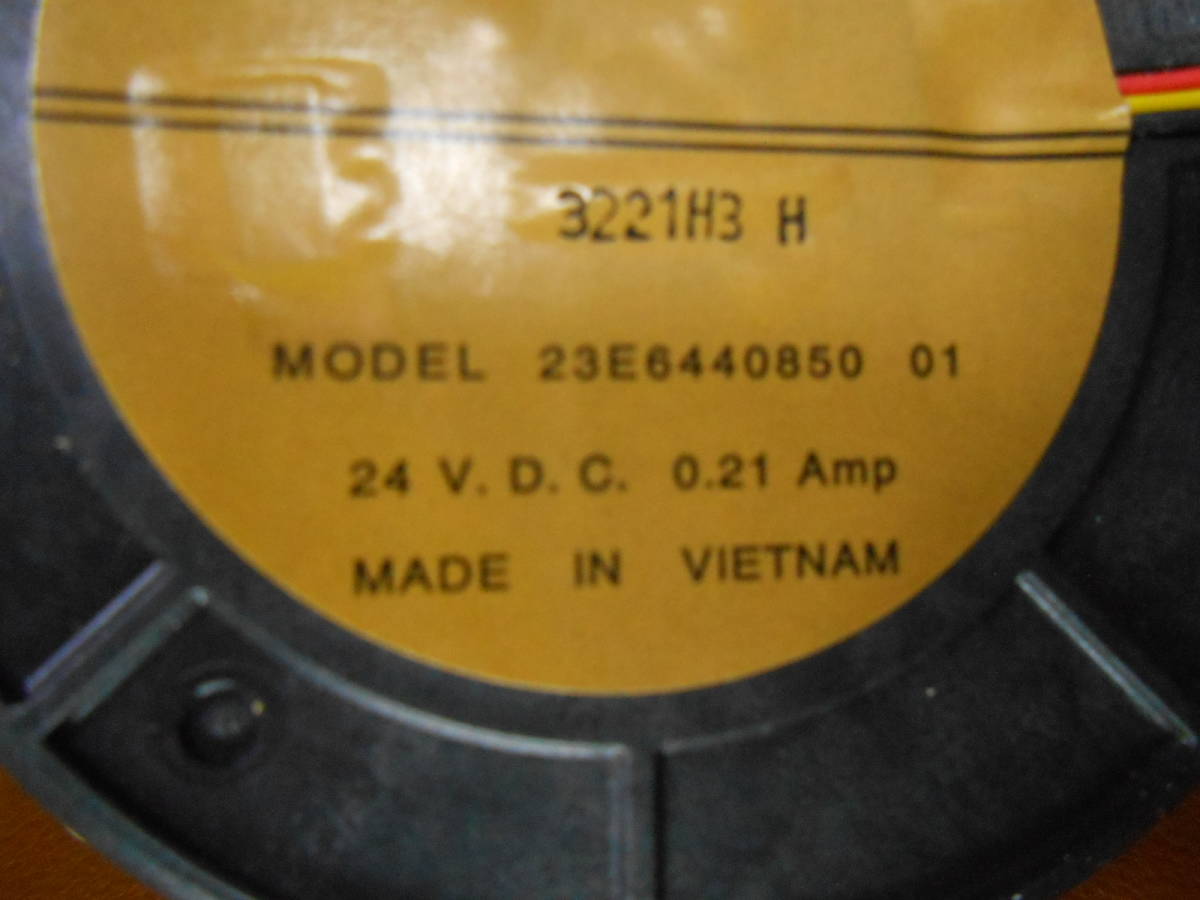 3221H3 H
MODEL 23E6440850 01
24 V. D. C. 0.21 Amp
MADE IN VIETNAM